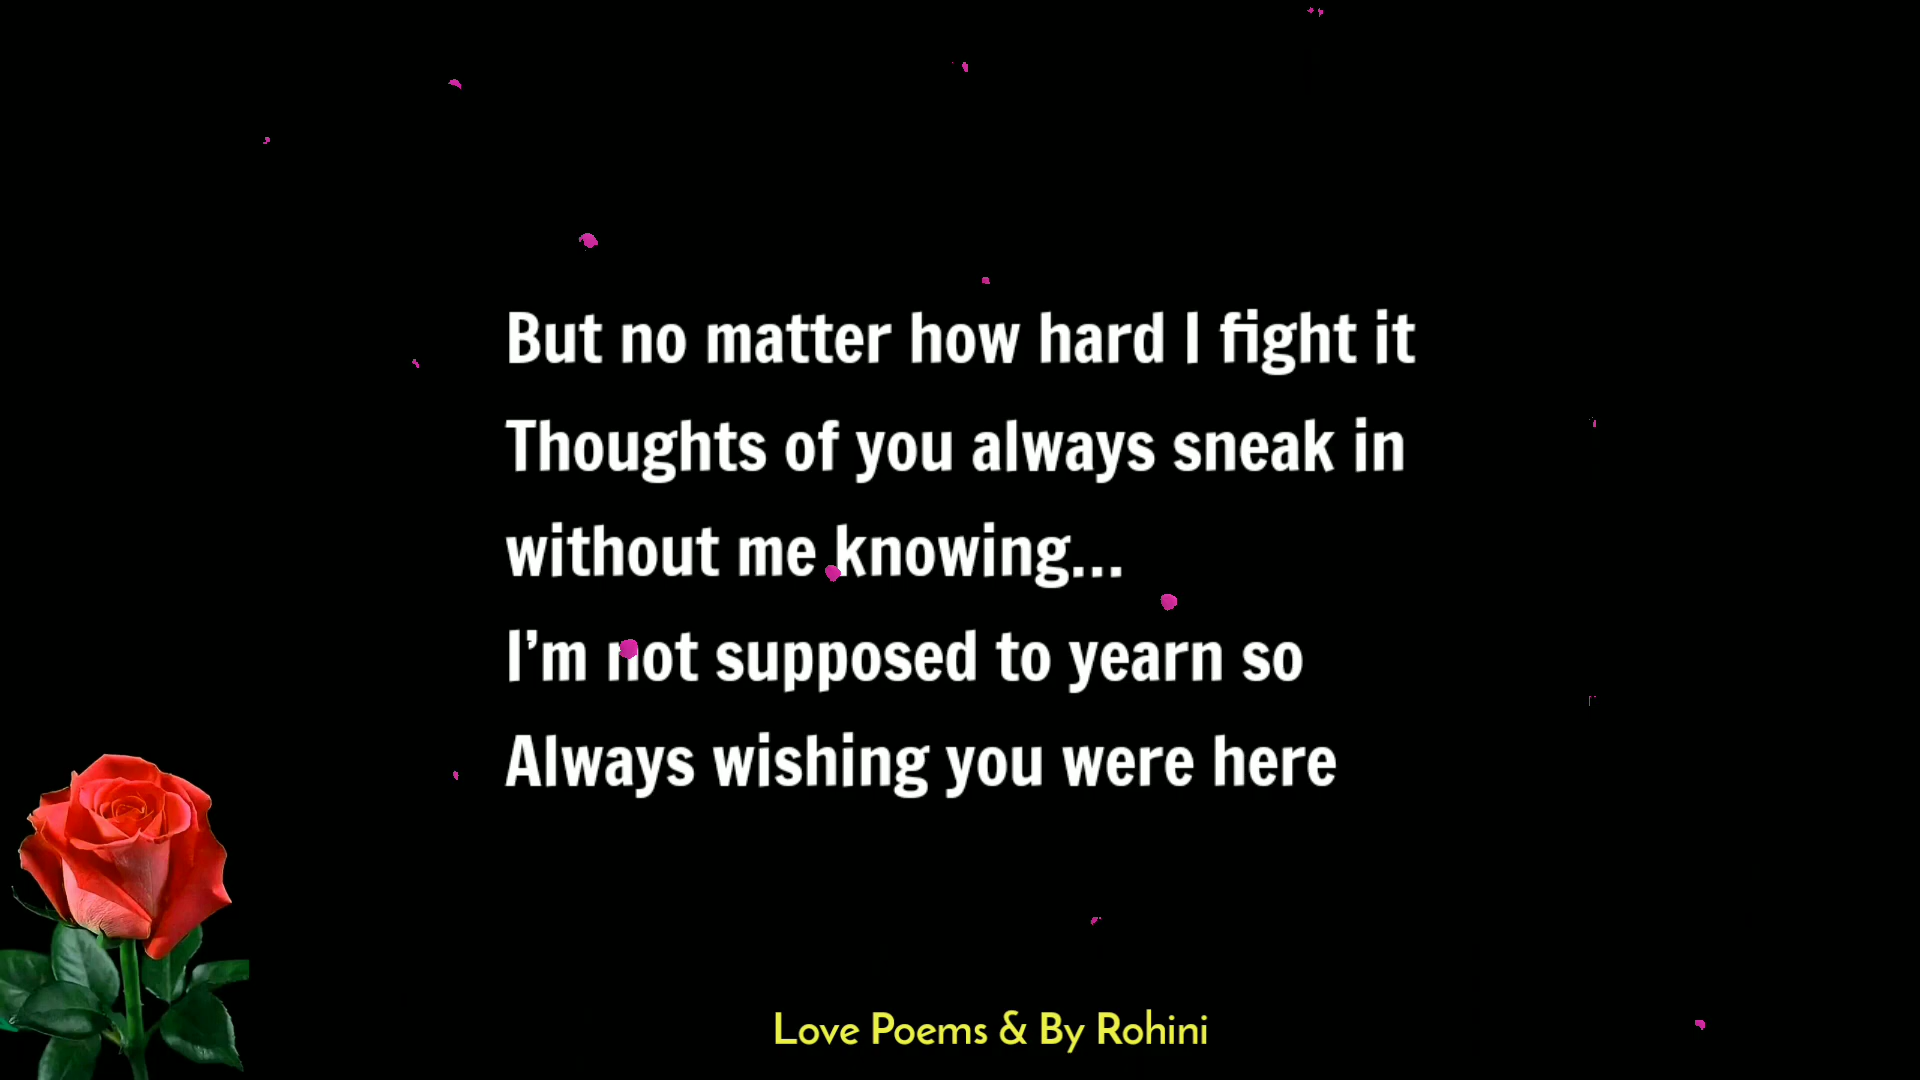 But no matter how hard I fight it
Thoughts of you always sneak in
without me knowing...
I’m not supposed to yearn so
Always wishing you were here
Love Poems & By Rohini